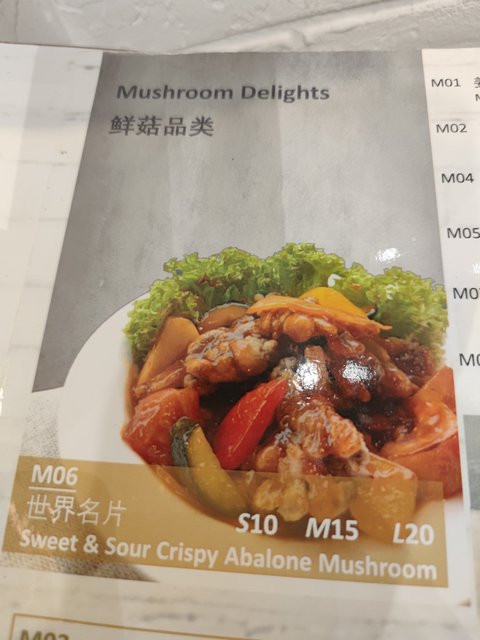 Mushroom Delights
鲜菇品类
M06
世界名片
S10 M15 L20
Sweet & Sour Crispy Abalone Mushroom
M01
M02
M04
M05